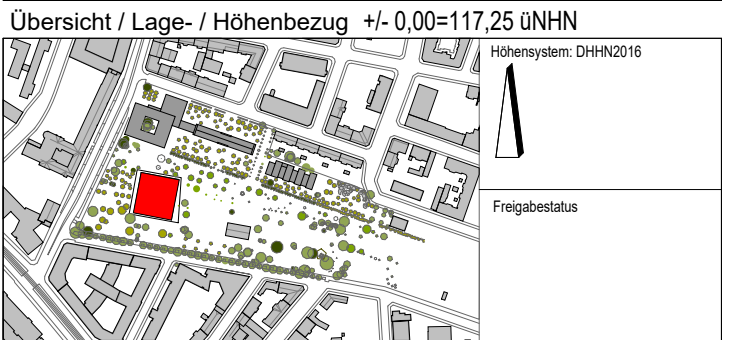 Übersicht / Lage- / Höhenbezug +/- 0,00=117,25 üNHN
Höhensystem: DHHN2016
Freigabestatus